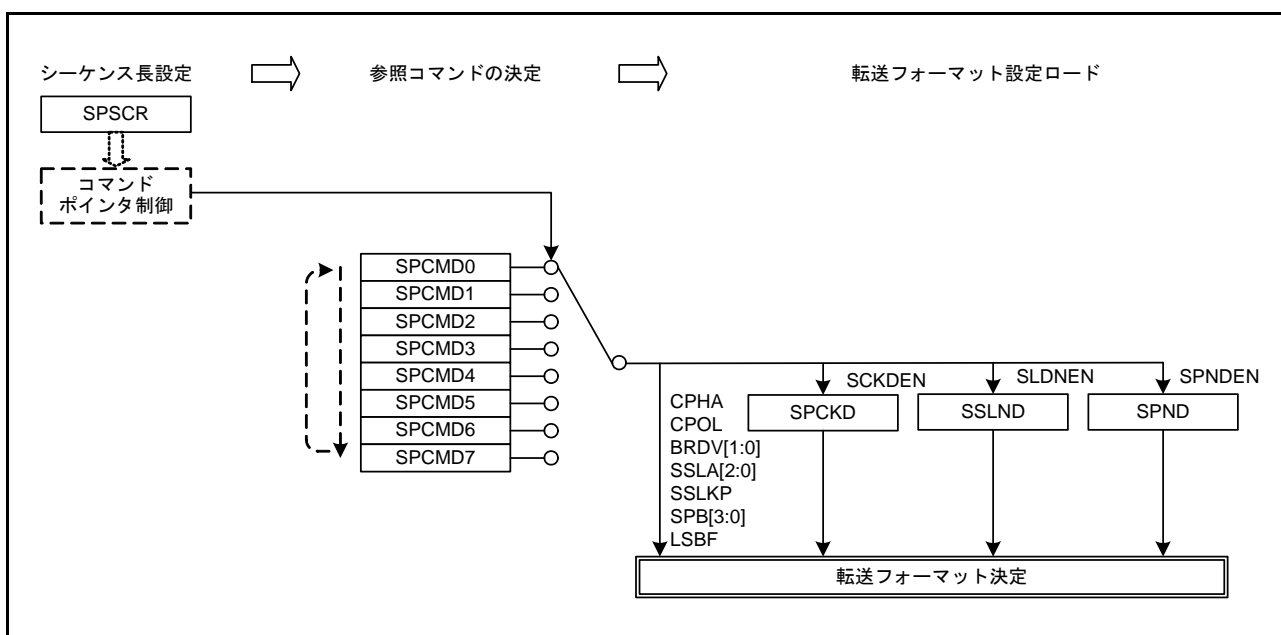 シーケンス長設定
参照コマンドの決定
転送フォーマット設定ロード
SPSCR
コマンド
ポインタ制御
SPCMD0
SPCMD1
SPCMD2
SPCMD3
SPCMD4
SPCMD5
SPCMD6
SPCMD7
CPHA
CPOL
BRDV[1:0]
SSLA[2:0]
SSLKP
SPB[3:0]
LSBF
SCKDEN
SPCKD
SLDNEN
SSLND
SPNDEN
SPND
転送フォーマット決定